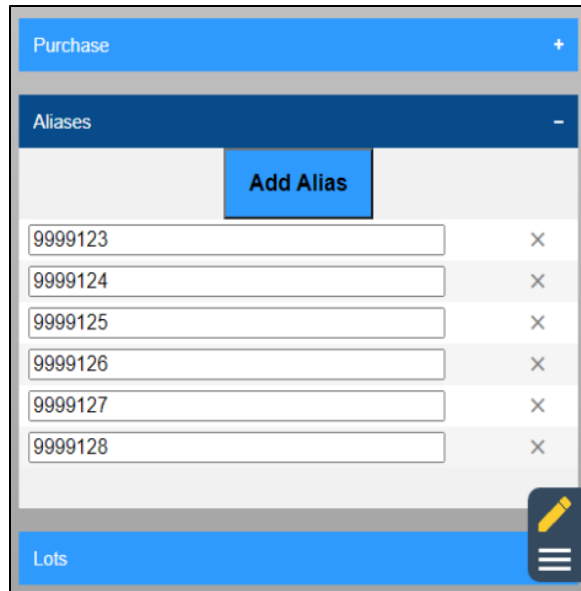 Purchase +
Aliases –
Add Alias
9999123 ×
9999124 ×
9999125 ×
9999126 ×
9999127 ×
9999128 ×
Lots